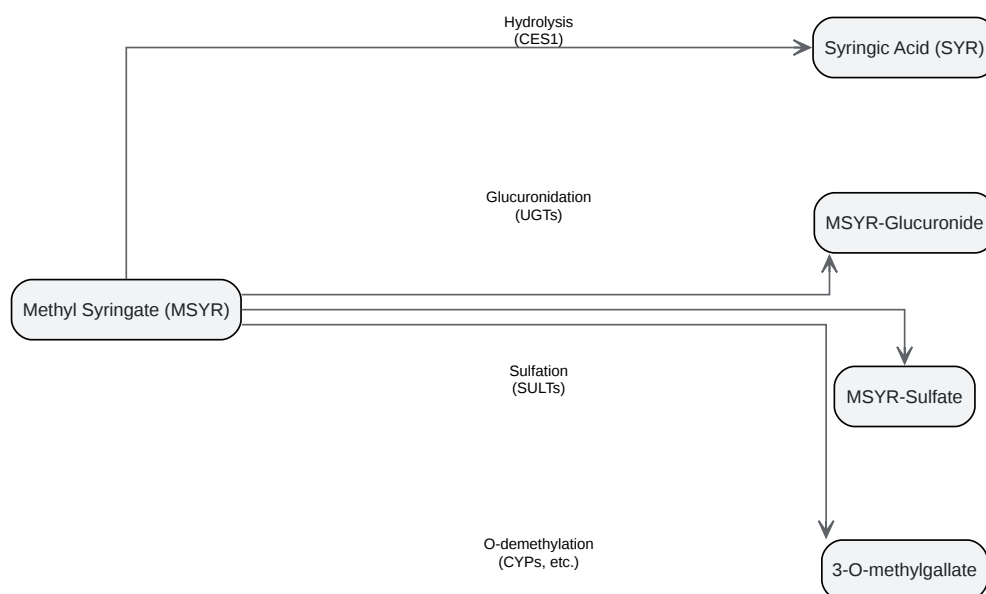 Hydrolysis
(CES1)
Syringic Acid (SYR)
Glucuronidation
(UGTs)
MSYR-Glucuronide
Methyl Syringate (MSYR)
Sulfation
(SULTs)
MSYR-Sulfate
O-demethylation
(CYPs, etc.)
3-O-methylgallate